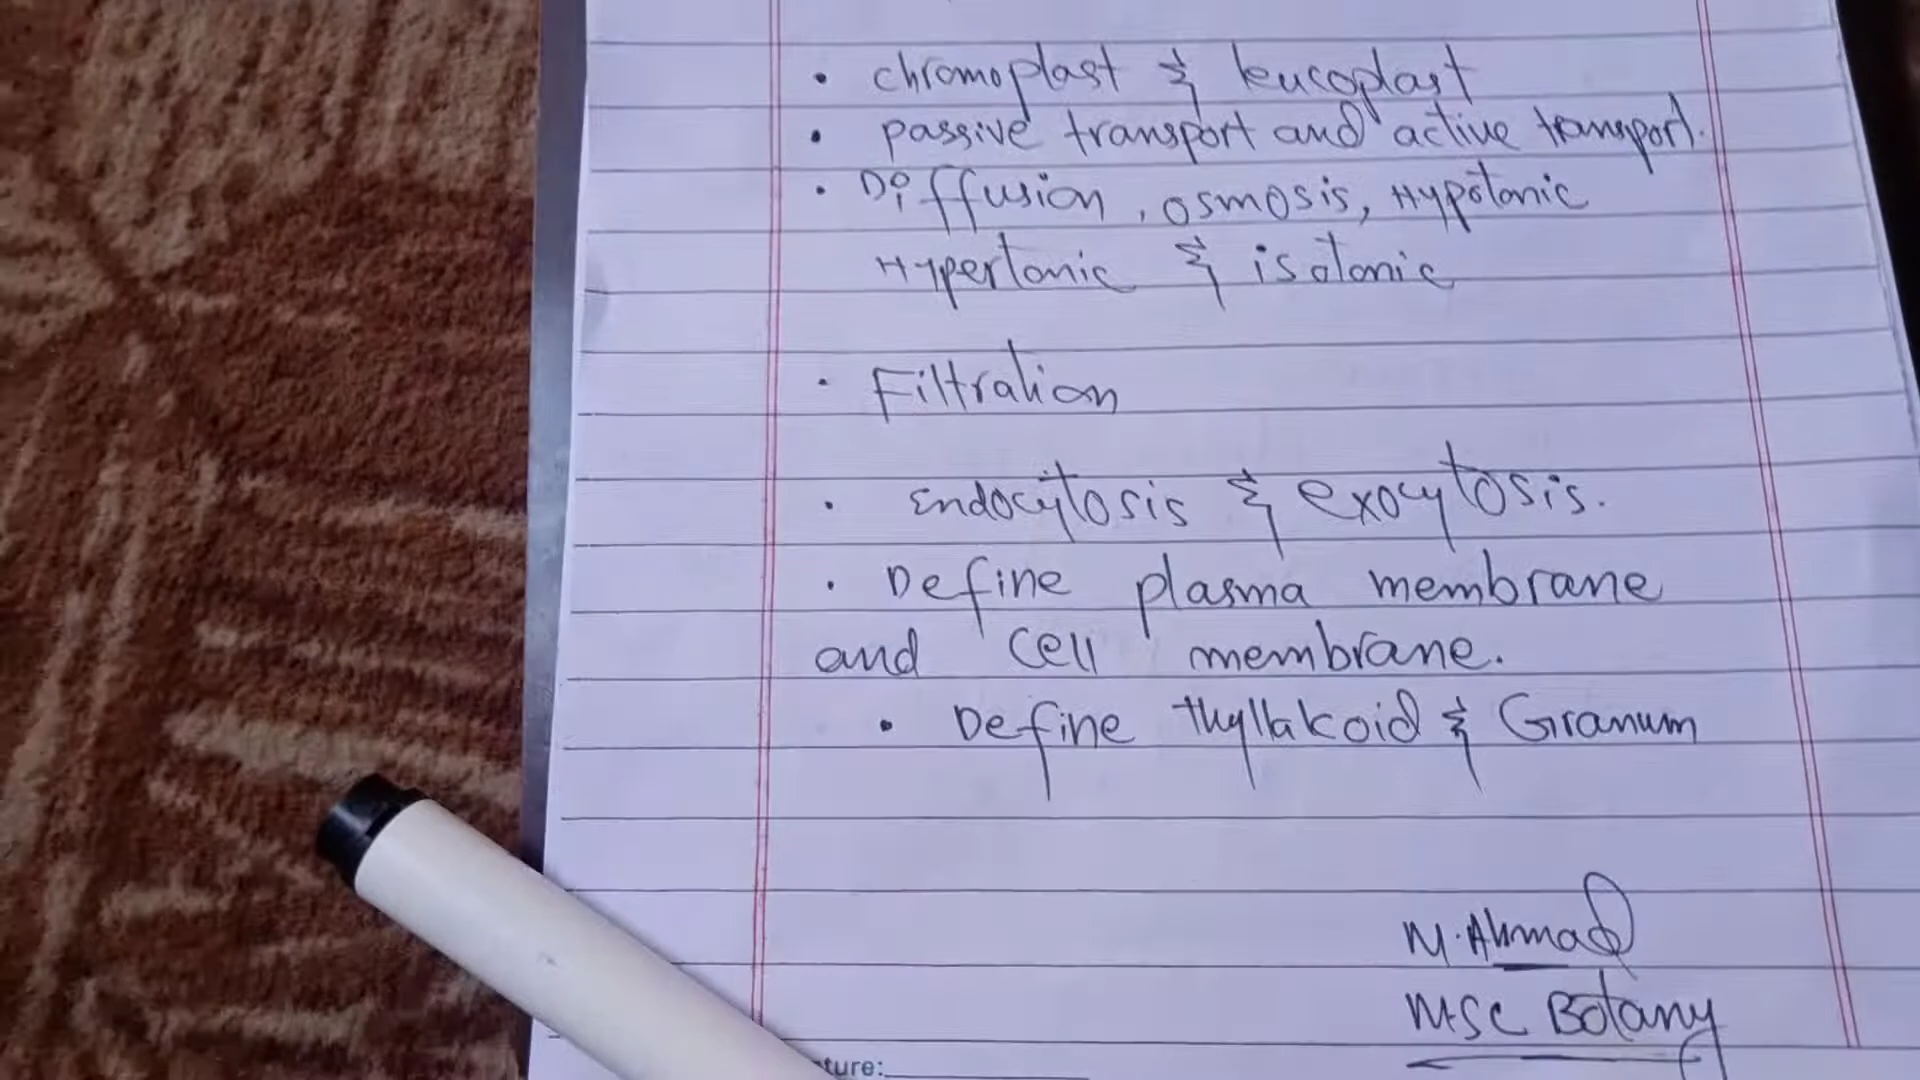 • chromoplast & leucoplast
• passive transport and active transport.
• Diffusion, osmosis, Hypotonic
Hypertonic & isotonic
• Filtration
• Endocytosis & exocytosis.
• Define plasma membrane
and cell membrane.
• Define thyllakoid & Granum
M. Ahmad
MSC Botany
ture: